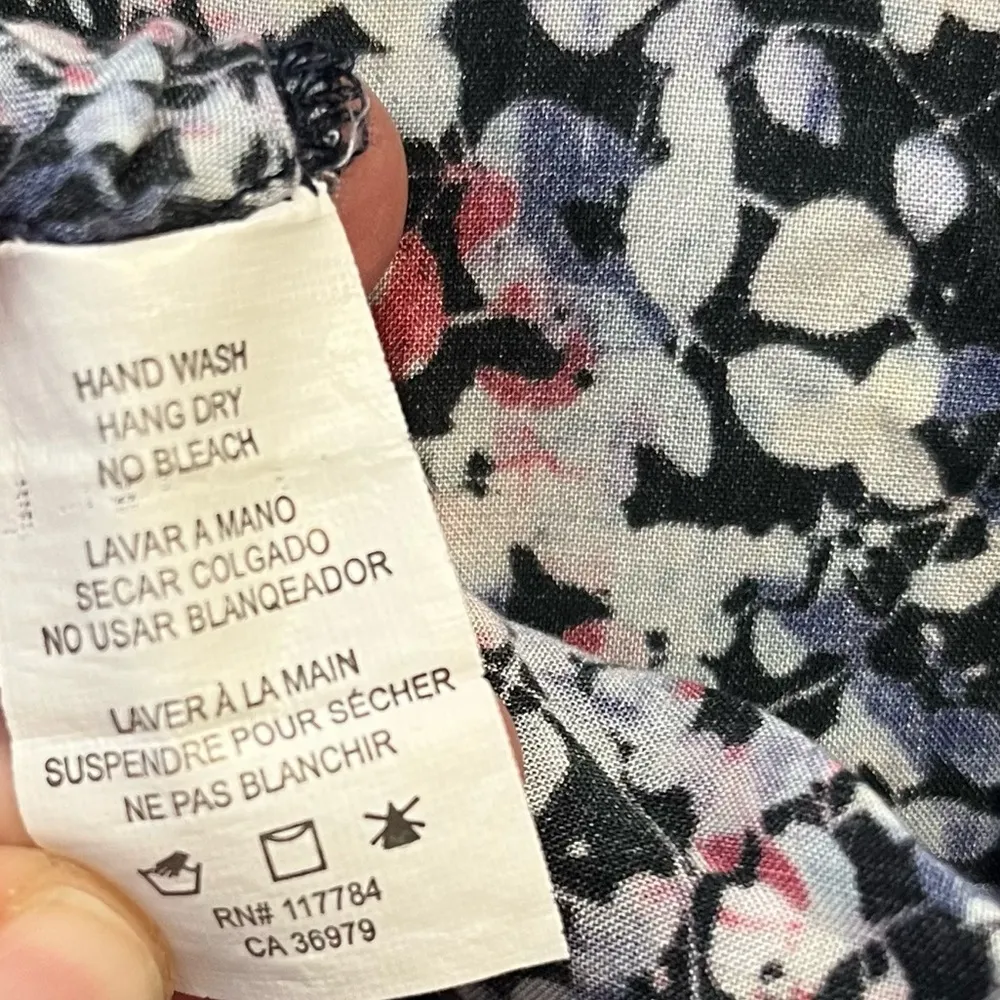 HAND WASH
HANG DRY
NO BLEACH
LAVAR A MANO
SECAR COLGADO
NO USAR BLANQEADOR
LAVER À LA MAIN
SUSPENDRE POUR SÉCHER
NE PAS BLANCHIR
RN# 117784
CA 36979